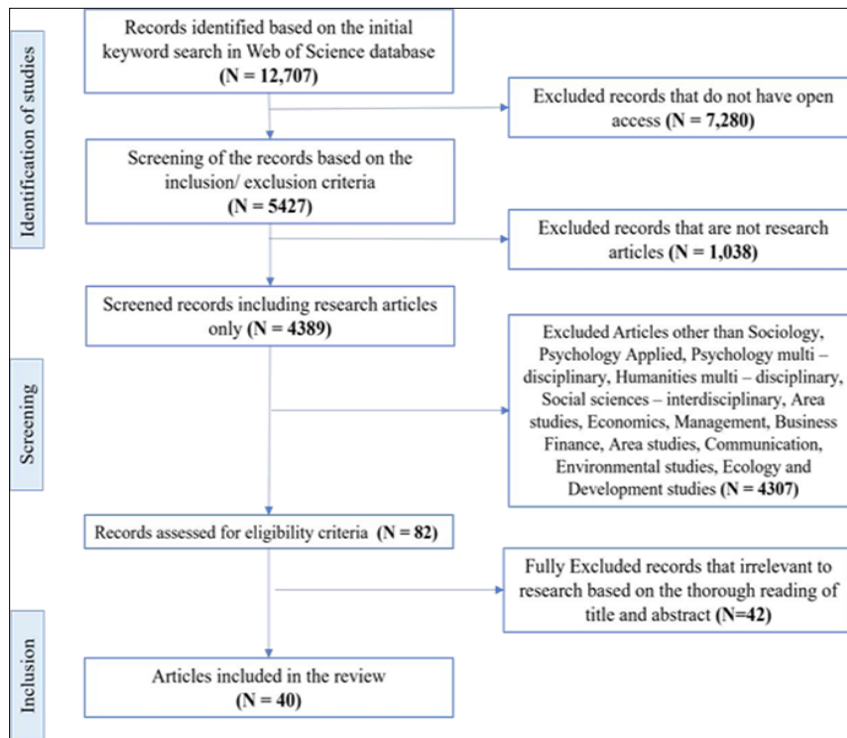 Identification of studies
Records identified based on the initial
keyword search in Web of Science database
(N = 12,707)
Excluded records that do not have open
access (N = 7,280)
Screening of the records based on the
inclusion/ exclusion criteria
(N = 5427)
Excluded records that are not research
articles (N = 1,038)
Screened records including research articles
only (N = 4389)
Screening
Excluded Articles other than Sociology,
Psychology Applied, Psychology multi –
disciplinary, Humanities multi – disciplinary,
Social sciences – interdisciplinary, Area
studies, Economics, Management, Business
Finance, Area studies, Communication,
Environmental studies, Ecology and
Development studies (N = 4307)
Records assessed for eligibility criteria (N = 82)
Fully Excluded records that irrelevant to
research based on the thorough reading of
title and abstract (N=42)
Inclusion
Articles included in the review
(N = 40)